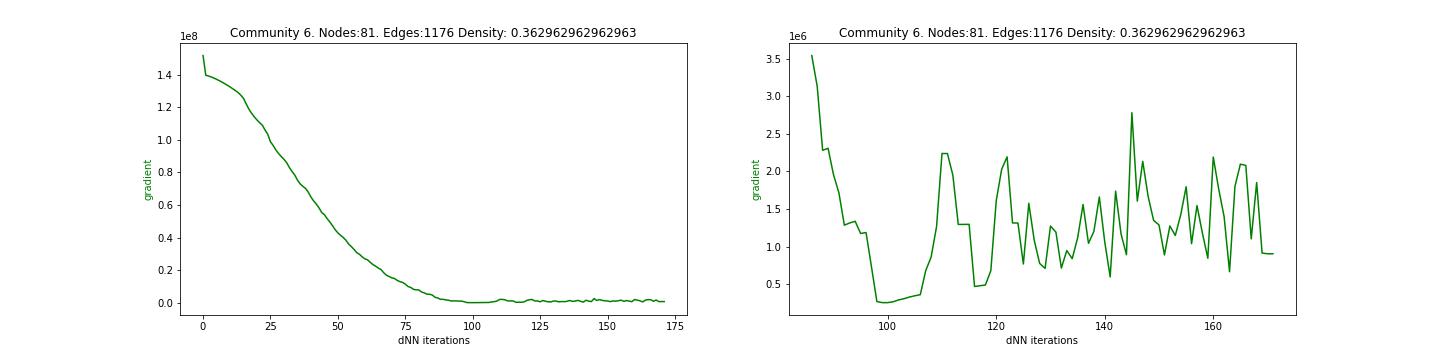 Community 6. Nodes:81. Edges:1176 Density: 0.362962962962963
1e8
1.4
1.2
1.0
0.8
0.6
0.4
0.2
0.0
gradient
0 25 50 75 100 125 150 175
dNN iterations
Community 6. Nodes:81. Edges:1176 Density: 0.362962962962963
1e6
3.5
3.0
2.5
2.0
1.5
1.0
0.5
gradient
100 120 140 160
dNN iterations